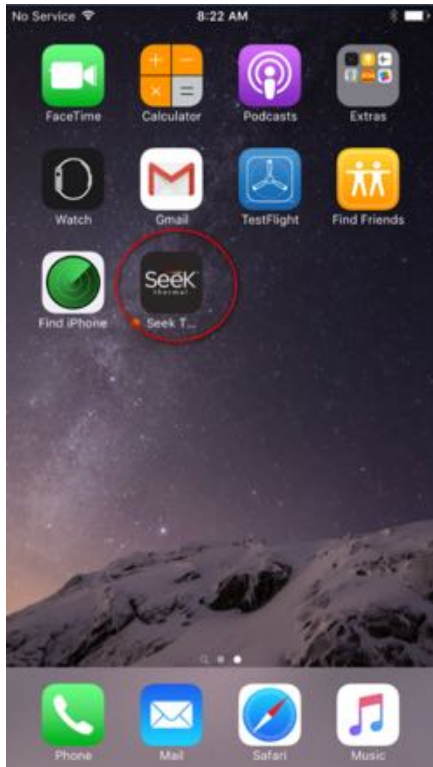 No Service 8:22 AM
FaceTime Calculator Podcasts Extras
Watch Gmail TestFlight Find Friends
Seek
thermal
Find iPhone Seek T...
Phone Mail Safari Music